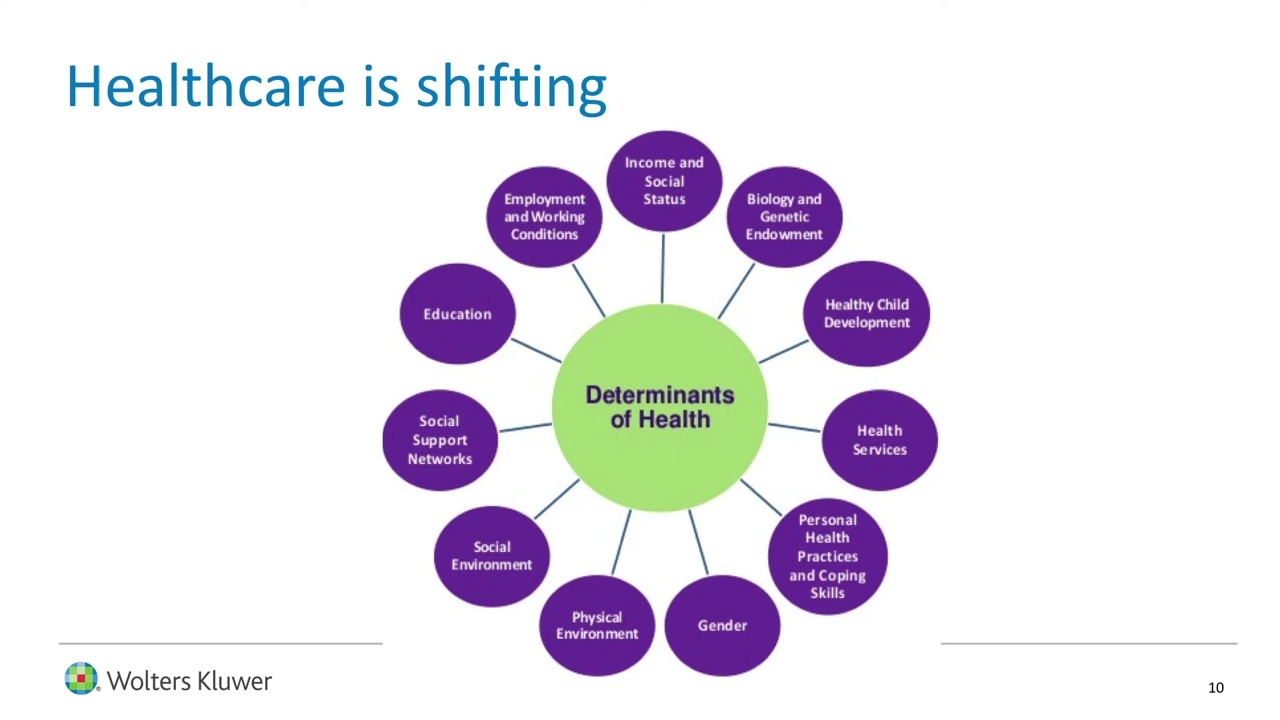 Healthcare is shifting
Income and
Social
Status
Biology and
Genetic
Endowment
Healthy Child
Development
Health
Services
Personal
Health
Practices
and Coping
Skills
Gender
Physical
Environment
Social
Environment
Social
Support
Networks
Education
Employment
and Working
Conditions
Determinants
of Health
Wolters Kluwer
10